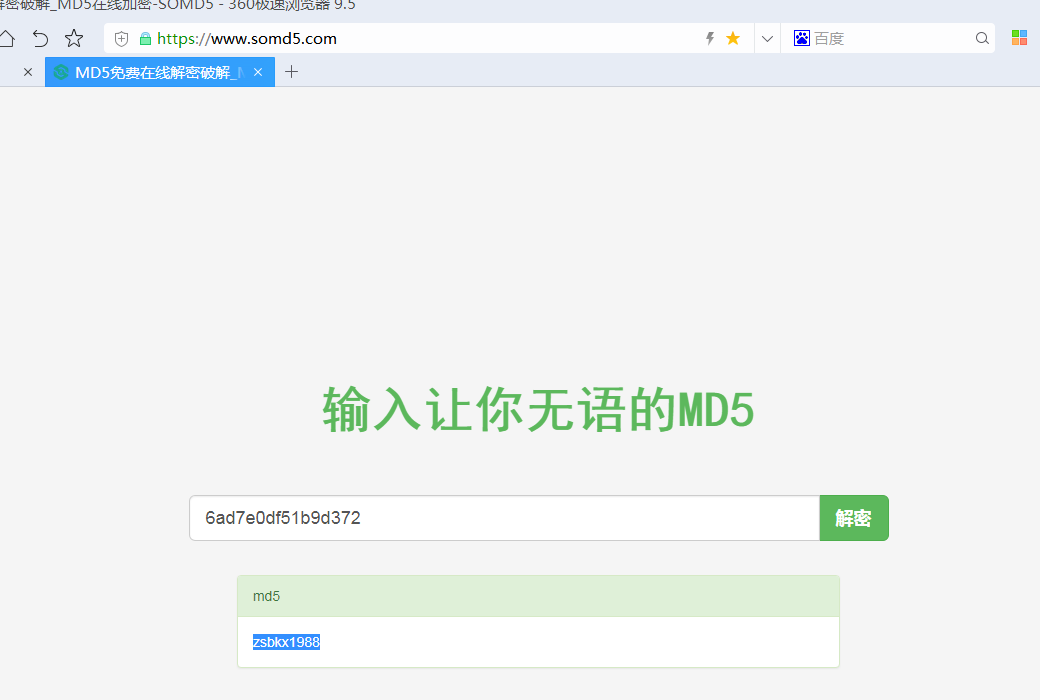 解密破解_MD5在线加密-SOMD5 - 360极速浏览器 9.5
https://www.somd5.com
百度
MD5免费在线解密破解_
输入让你无语的MD5
6ad7e0df51b9d372
解密
md5
zsbkx1988